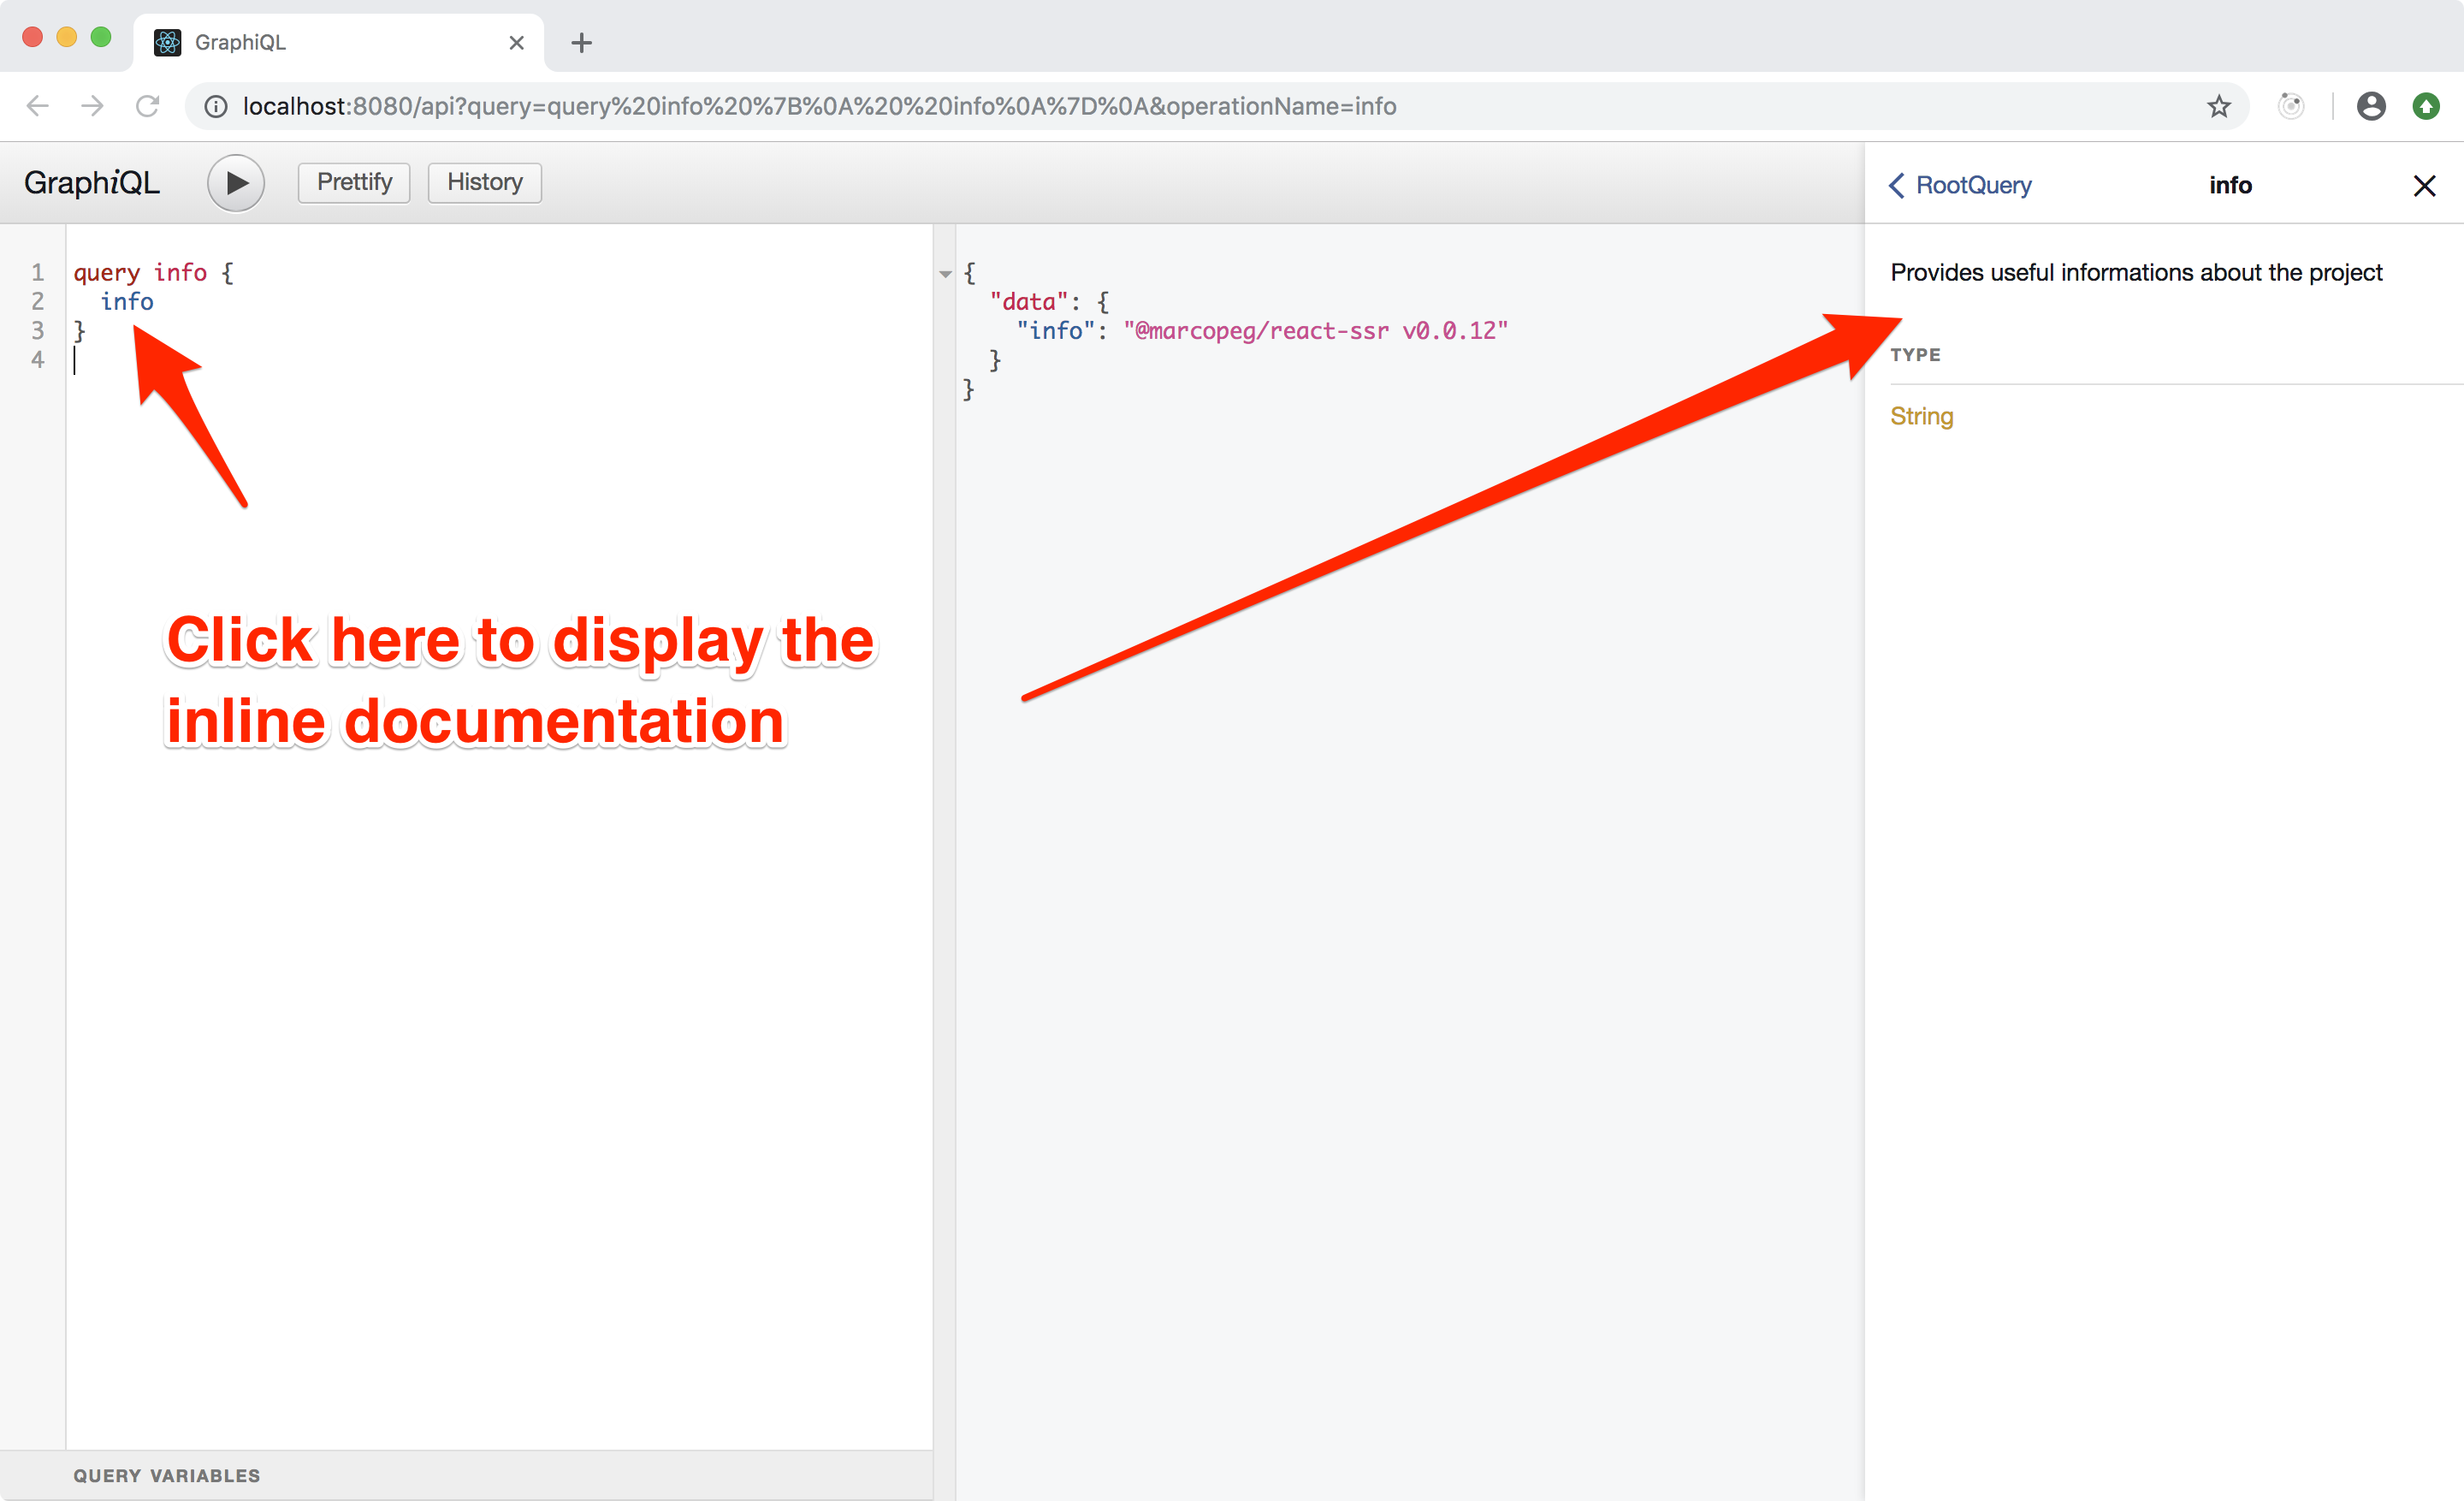 GraphiQL
localhost:8080/api?query=query%20info%20%7B%0A%20%20info%0A%7D%0A&operationName=info
GraphiQL
Prettify
History
RootQuery
info
1 query info {
2 info
3 }
4
{
"data": {
"info": "@marcopeg/react-ssr v0.0.12"
}
}
Provides useful informations about the project
TYPE
String
Click here to display the
inline documentation
QUERY VARIABLES